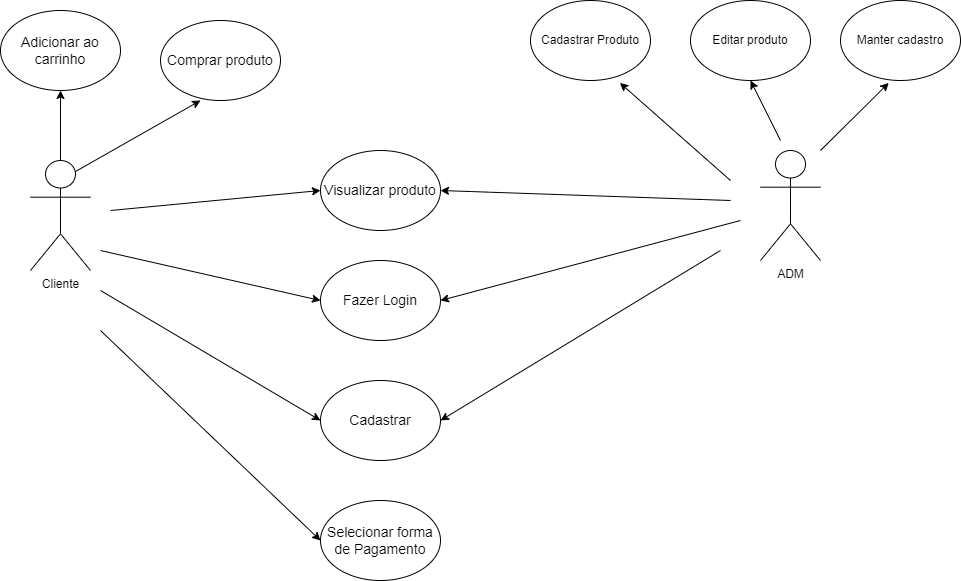 Adicionar ao
carrinho
Comprar produto
Cadastrar Produto
Editar produto
Manter cadastro
Visualizar produto
Cliente
ADM
Fazer Login
Cadastrar
Selecionar forma
de Pagamento